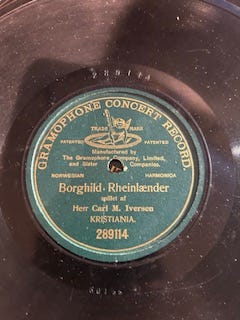 289114
GRAMOPHONE CONCERT RECORD.
TRADE MARK
PATENTED PATENTED
Manufactured by
The Gramophone Company, Limited,
and Sister Companies.
NORWEGIAN HARMONICA
Borghild, Rheinlænder
spillet af
Herr Carl M. Iversen
KRISTIANIA.
289114